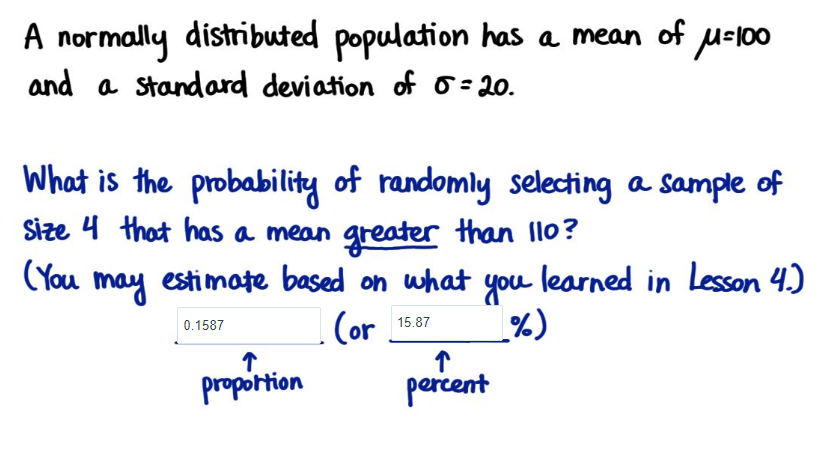 A normally distributed population has a mean of μ=100
and a standard deviation of σ=20.
What is the probability of randomly selecting a sample of
size 4 that has a mean greater than 110?
(You may estimate based on what you learned in Lesson 4.)
0.1587 (or 15.87 %)
↑ ↑
proportion percent